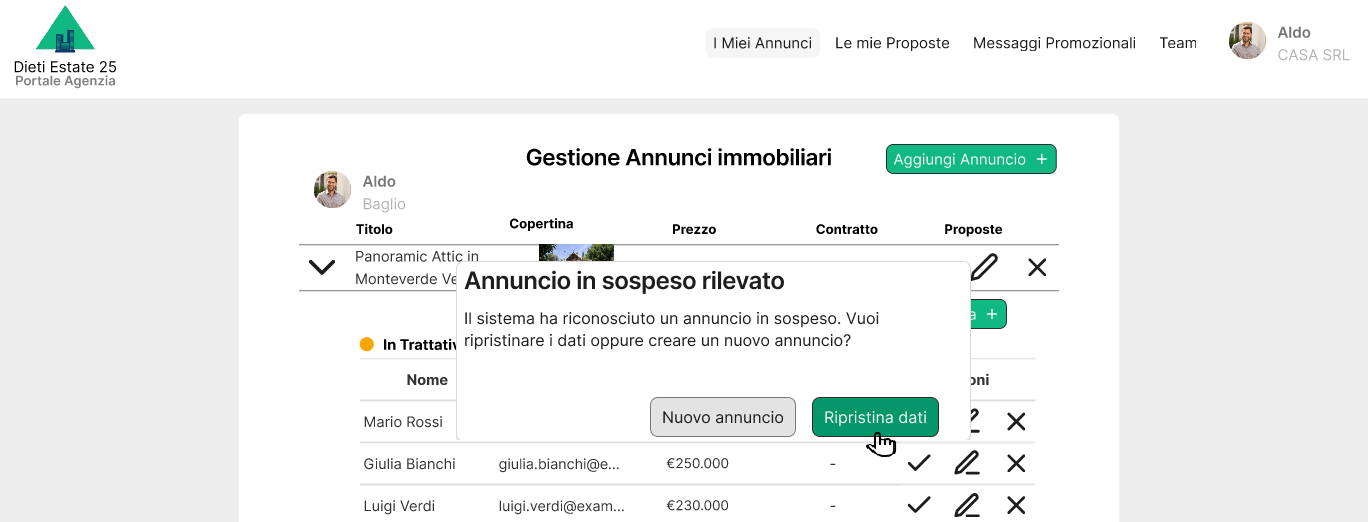 I Miei Annunci
Le mie Proposte
Messaggi Promozionali
Team
Aldo
CASA SRL
Dieti Estate 25
Portale Agenzia
Gestione Annunci immobiliari
Aggiungi Annuncio +
Aldo
Baglio
Titolo
Copertina
Prezzo
Contratto
Proposte
Panoramic Attic in
Monteverde Ve
Annuncio in sospeso rilevato
Il sistema ha riconosciuto un annuncio in sospeso. Vuoi
ripristinare i dati oppure creare un nuovo annuncio?
Nuovo annuncio
Ripristina dati
a +
In Trattativ
Nome
oni
Mario Rossi
Giulia Bianchi
giulia.bianchi@e...
€250.000
-
Luigi Verdi
luigi.verdi@exam...
€230.000
-